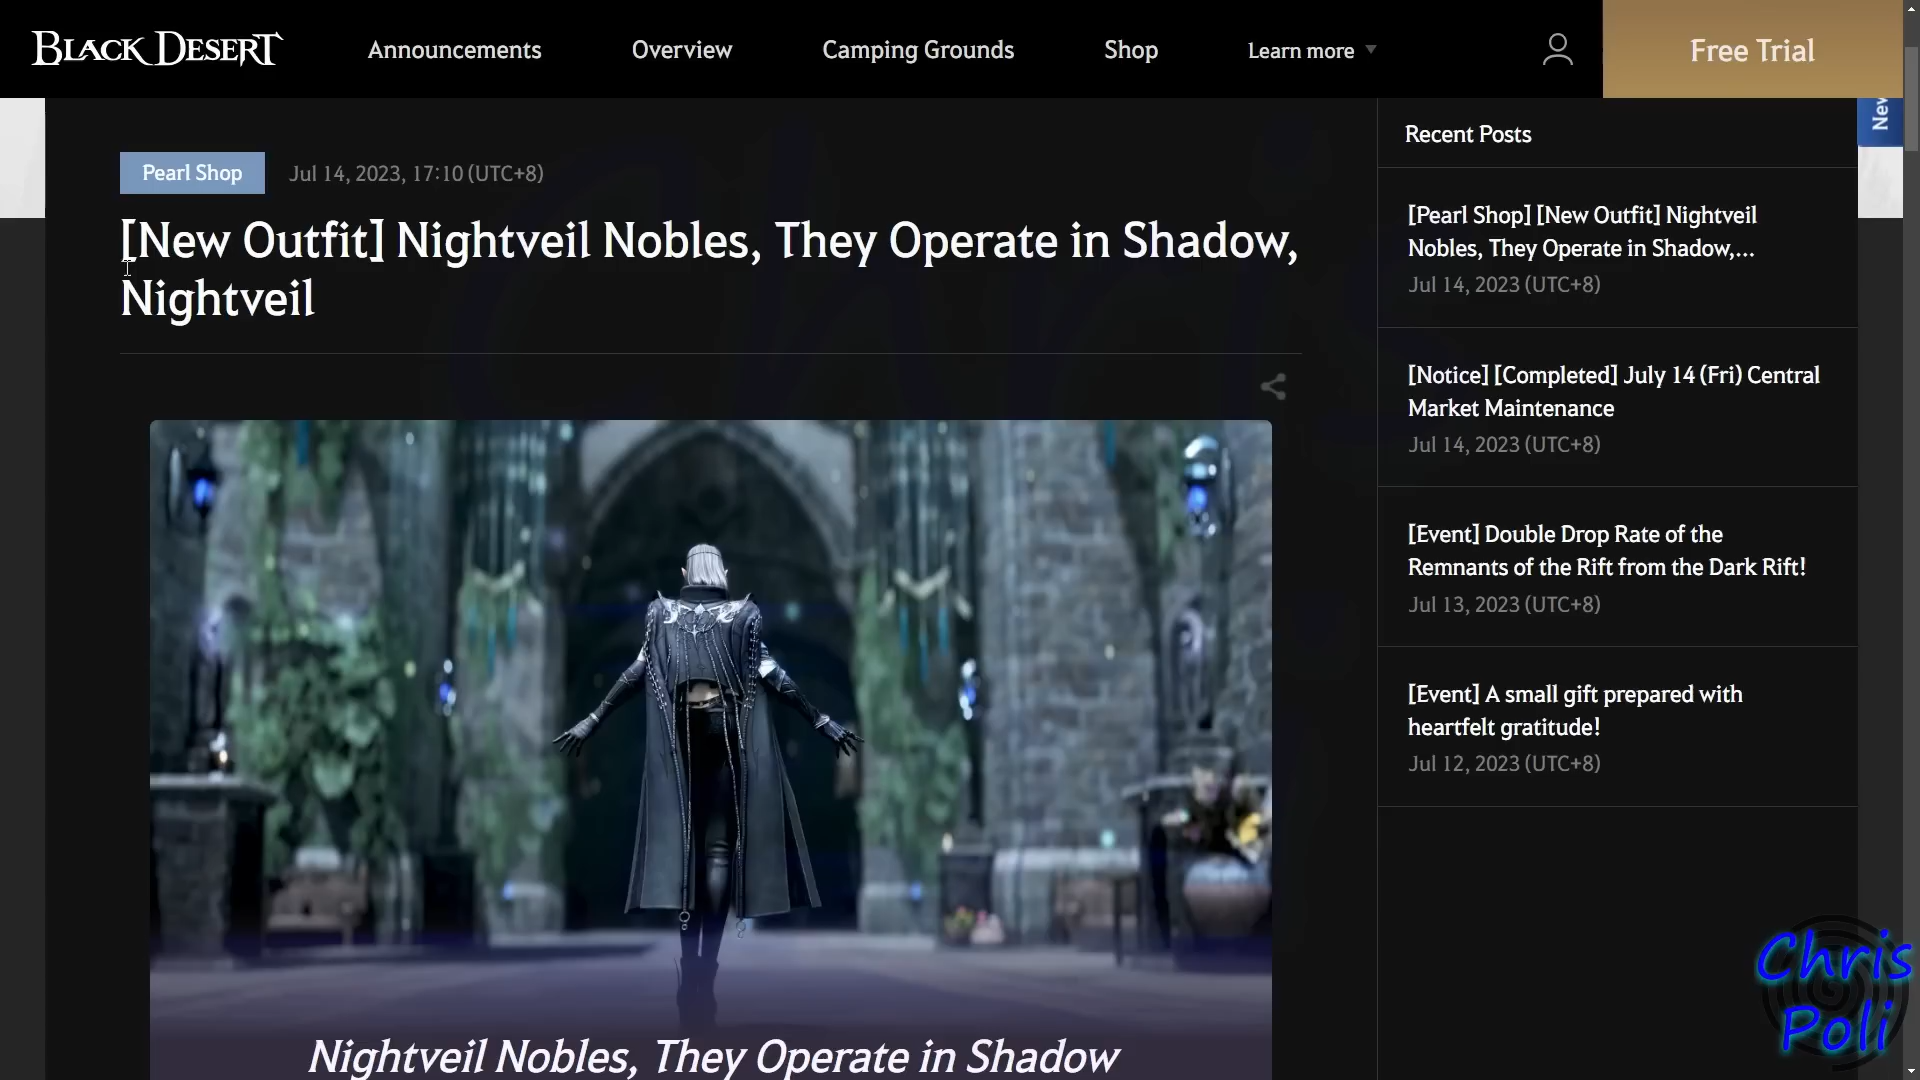 BLACK DESERT
Announcements
Overview
Camping Grounds
Shop
Learn more
Free Trial
New
Pearl Shop
Jul 14, 2023, 17:10 (UTC+8)
[New Outfit] Nightveil Nobles, They Operate in Shadow,
Nightveil
Nightveil Nobles, They Operate in Shadow
Recent Posts
[Pearl Shop] [New Outfit] Nightveil
Nobles, They Operate in Shadow,...
Jul 14, 2023 (UTC+8)
[Notice] [Completed] July 14 (Fri) Central
Market Maintenance
Jul 14, 2023 (UTC+8)
[Event] Double Drop Rate of the
Remnants of the Rift from the Dark Rift!
Jul 13, 2023 (UTC+8)
[Event] A small gift prepared with
heartfelt gratitude!
Jul 12, 2023 (UTC+8)
Chris
Poli